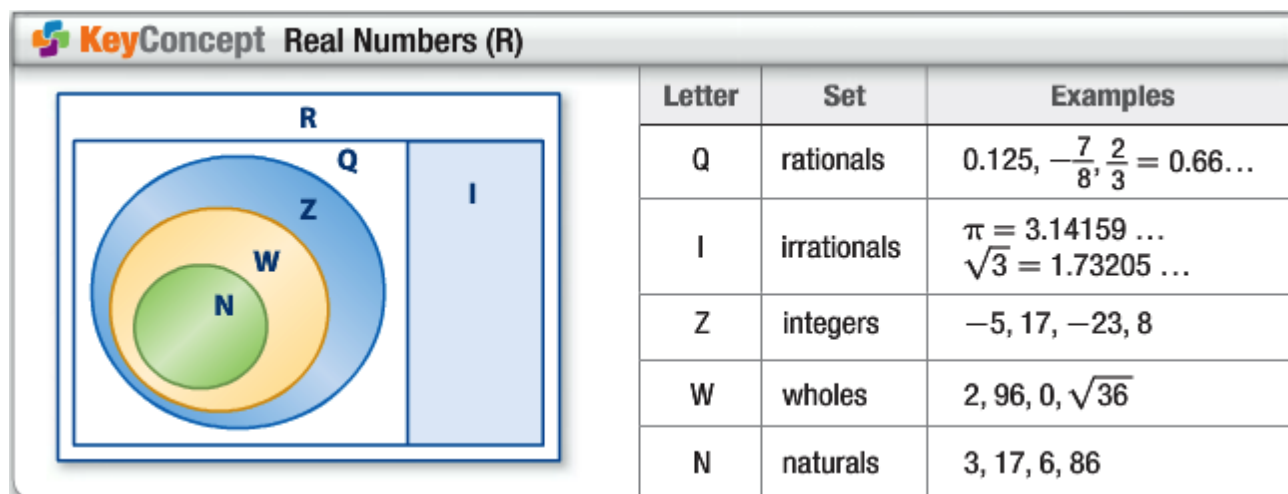 KeyConcept Real Numbers (R)
R
Q
Z
W
N
I
Letter Set Examples
Q rationals 0.125, −7/8, 2/3 = 0.66...
I irrationals π = 3.14159 ...
√3 = 1.73205 ...
Z integers −5, 17, −23, 8
W wholes 2, 96, 0, √36
N naturals 3, 17, 6, 86